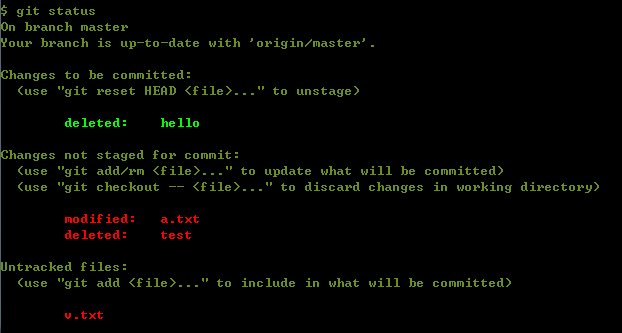 $ git status
On branch master
Your branch is up-to-date with 'origin/master'.
Changes to be committed:
(use "git reset HEAD <file>..." to unstage)
deleted: hello
Changes not staged for commit:
(use "git add/rm <file>..." to update what will be committed)
(use "git checkout -- <file>..." to discard changes in working directory)
modified: a.txt
deleted: test
Untracked files:
(use "git add <file>..." to include in what will be committed)
v.txt